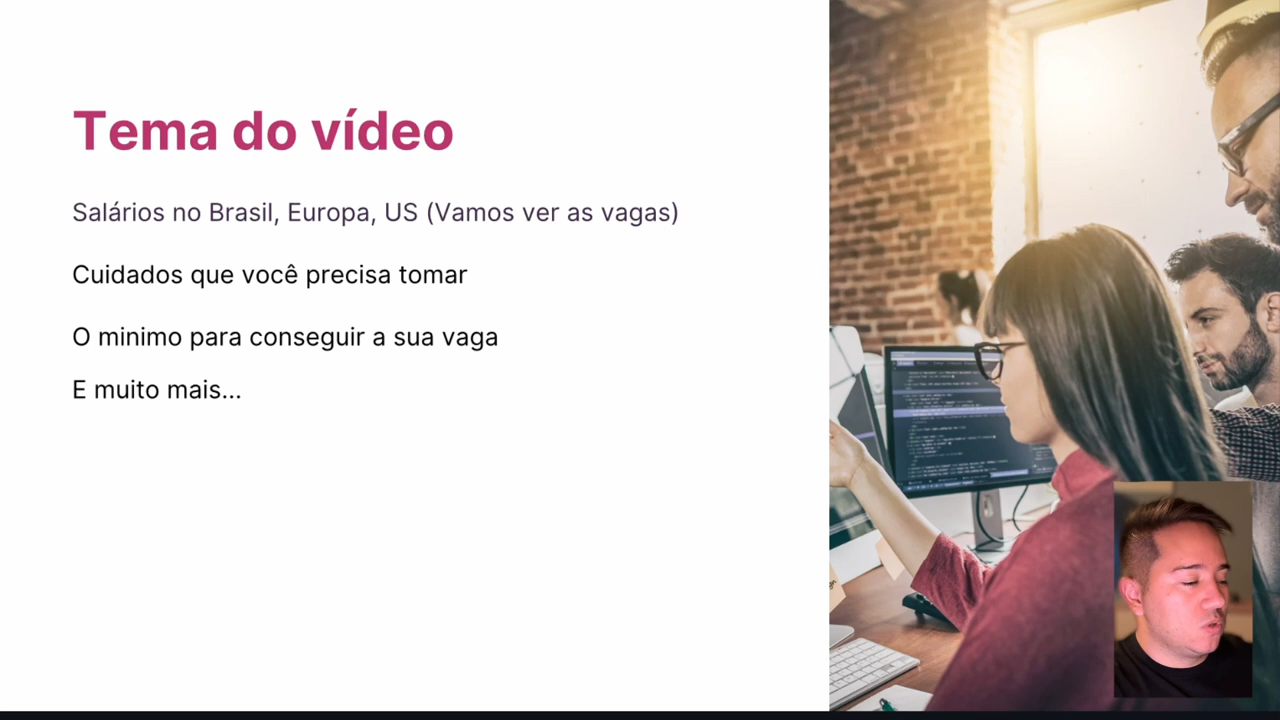 Tema do vídeo
Salários no Brasil, Europa, US (Vamos ver as vagas)
Cuidados que você precisa tomar
O minimo para conseguir a sua vaga
E muito mais...